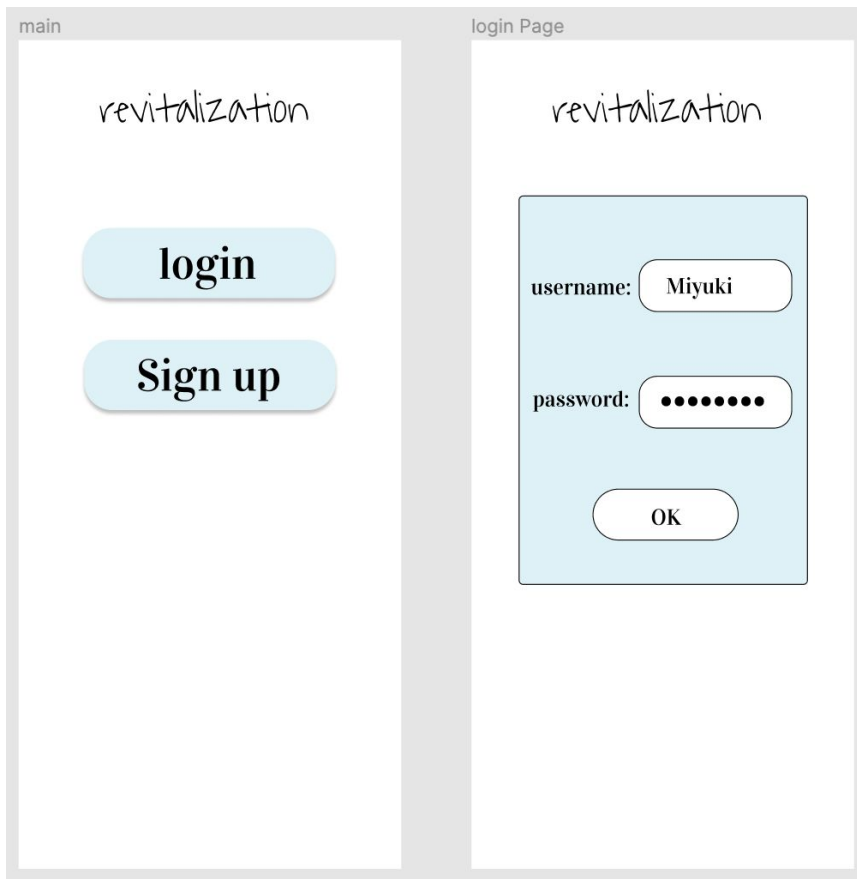 main
revitalization
login
Sign up
login Page
revitalization
username: Miyuki
password: ●●●●●●●●
OK